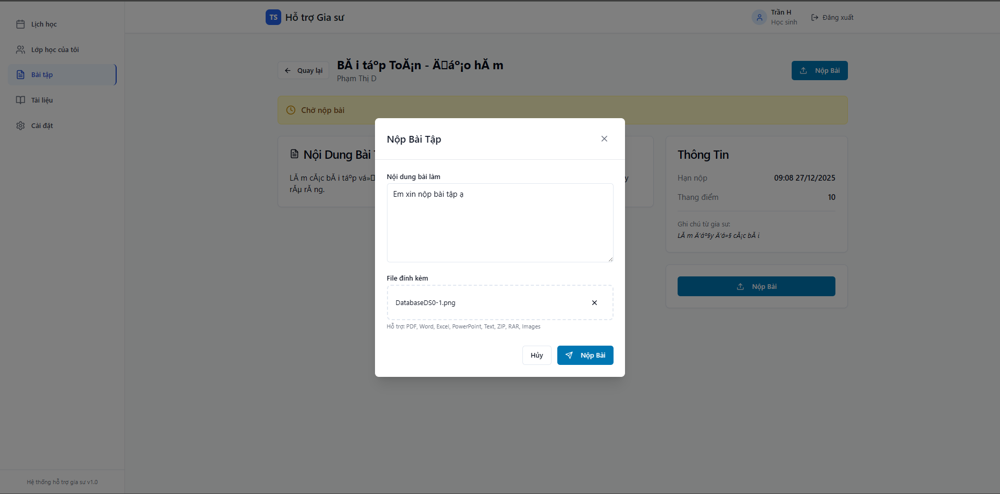 Lịch học
Lớp học của tôi
Bài tập
Tài liệu
Cài đặt
Hệ thống hỗ trợ gia sư v1.0
TS Hỗ trợ Gia sư
Trần H
Học sinh
Đăng xuất
Quay lại
BÃ i táº­p ToÃ¡n - Ä�áº¡o hÃ m
Phạm Thị D
Nộp Bài
Chờ nộp bài
Nội Dung Bài
LÃ m cÃ¡c bÃ i táº­p vá»�
y
rÃµ rÃ ng.
Thông Tin
Hạn nộp 09:08 27/12/2025
Thang điểm 10
Ghi chú từ gia sư:
LÃ m Ä‘áº§y Ä‘á»§ cÃ¡c bÃ i
Nộp Bài
Nộp Bài Tập
Nội dung bài làm
Em xin nộp bài tập ạ
File đính kèm
DatabaseDS0-1.png
Hỗ trợ: PDF, Word, Excel, PowerPoint, Text, ZIP, RAR, Images
Hủy
Nộp Bài